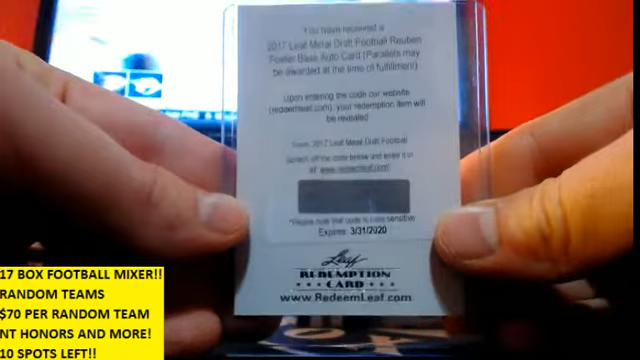 You have received a
2017 Leaf Metal Draft Football Reuben
Foster Base Auto Card (Parallels may
be awarded at the time of fulfillment)
Upon entering the code our website
(redeemleaf.com), your redemption item will
be revealed
From: 2017 Leaf Metal Draft Football
Scratch off the code below and enter it in
at www.redeemleaf.com!
*Please note that code is case sensitive
Expires: 3/31/2020
Leaf
REDEMPTION
CARD
www.RedeemLeaf.com
17 BOX FOOTBALL MIXER!!
RANDOM TEAMS
$70 PER RANDOM TEAM
NT HONORS AND MORE!
10 SPOTS LEFT!!